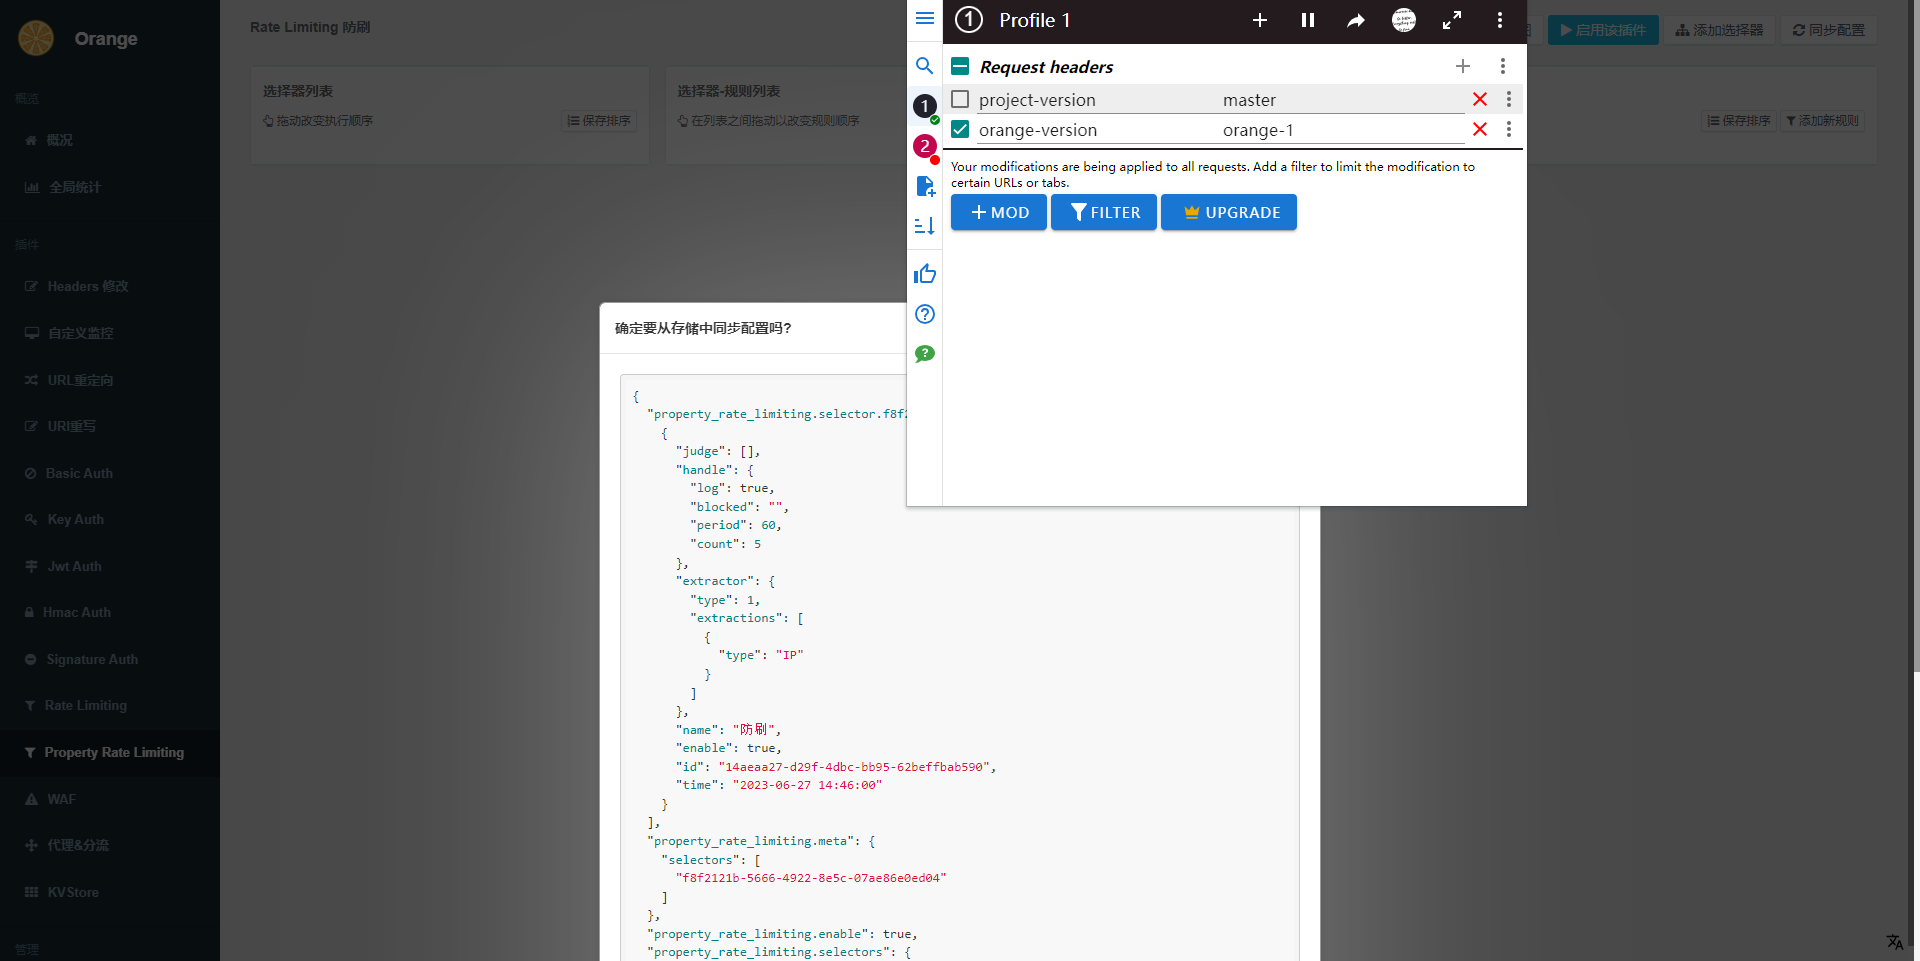 Orange
概览
概况
全局统计
插件
Headers 修改
自定义监控
URL重定向
URI重写
Basic Auth
Key Auth
Jwt Auth
Hmac Auth
Signature Auth
Rate Limiting
Property Rate Limiting
WAF
代理&分流
KVStore
管理
Rate Limiting 防刷
启用该插件
添加选择器
同步配置
选择器列表
拖动改变执行顺序
保存排序
选择器-规则列表
在列表之间拖动以改变规则顺序
保存排序
添加新规则
1 Profile 1
Request headers
project-version master
orange-version orange-1
1
2
Your modifications are being applied to all requests. Add a filter to limit the modification to
certain URLs or tabs.
MOD
FILTER
UPGRADE
确定要从存储中同步配置吗?
{
"property_rate_limiting.selector.f8f2
{
"judge": [],
"handle": {
"log": true,
"blocked": "",
"period": 60,
"count": 5
},
"extractor": {
"type": 1,
"extractions": [
{
"type": "IP"
}
]
},
"name": "防刷",
"enable": true,
"id": "14aeaa27-d29f-4dbc-bb95-62beffbab590",
"time": "2023-06-27 14:46:00"
}
],
"property_rate_limiting.meta": {
"selectors": [
"f8f2121b-5666-4922-8e5c-07ae86e0ed04"
]
},
"property_rate_limiting.enable": true,
"property_rate_limiting.selectors": {